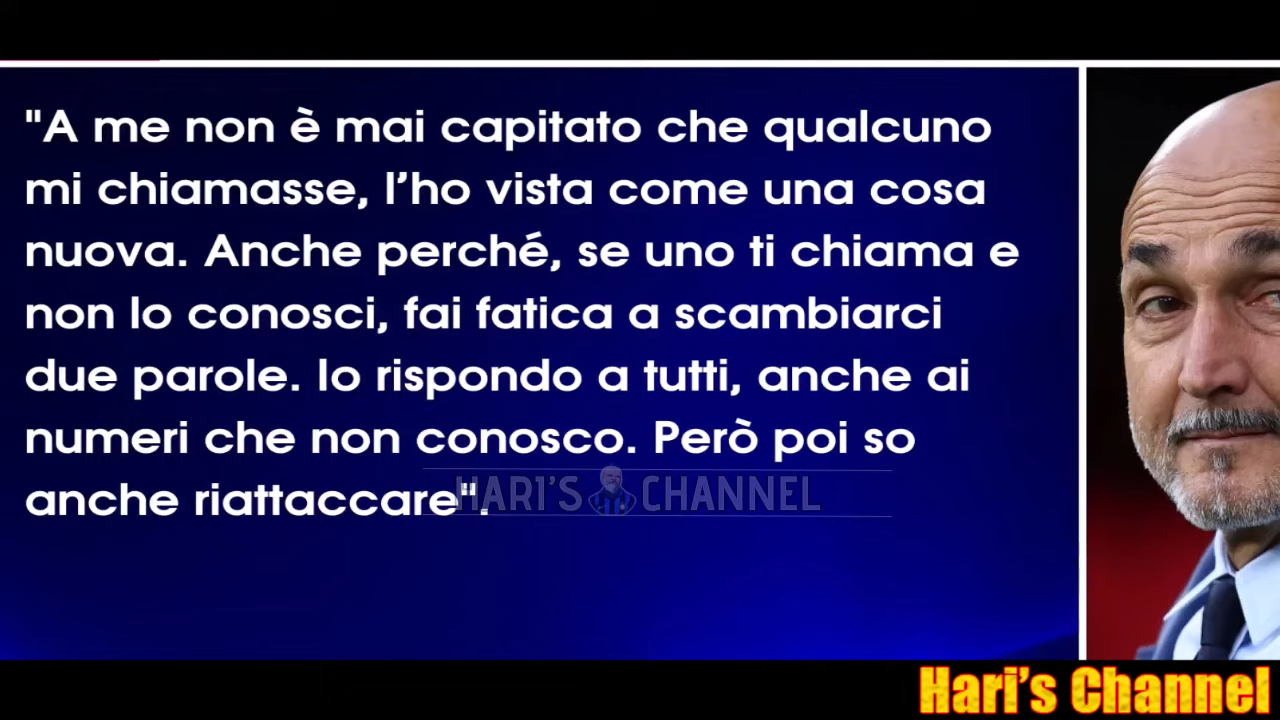 "A me non è mai capitato che qualcuno
mi chiamasse, l’ho vista come una cosa
nuova. Anche perché, se uno ti chiama e
non lo conosci, fai fatica a scambiarci
due parole. Io rispondo a tutti, anche ai
numeri che non conosco. Però poi so
anche riattaccare".
HARI'S CHANNEL
Hari's Channel